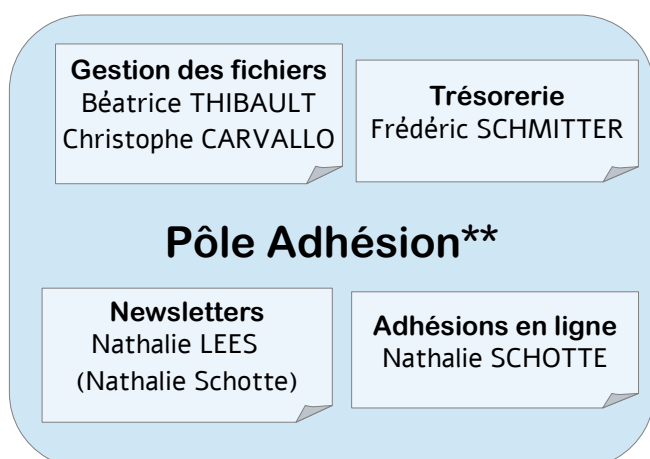 Gestion des fichiers
Béatrice THIBAULT
Christophe CARVALLO
Trésorerie
Frédéric SCHMITTER
Pôle Adhésion**
Newsletters
Nathalie LEES
(Nathalie Schotte)
Adhésions en ligne
Nathalie SCHOTTE